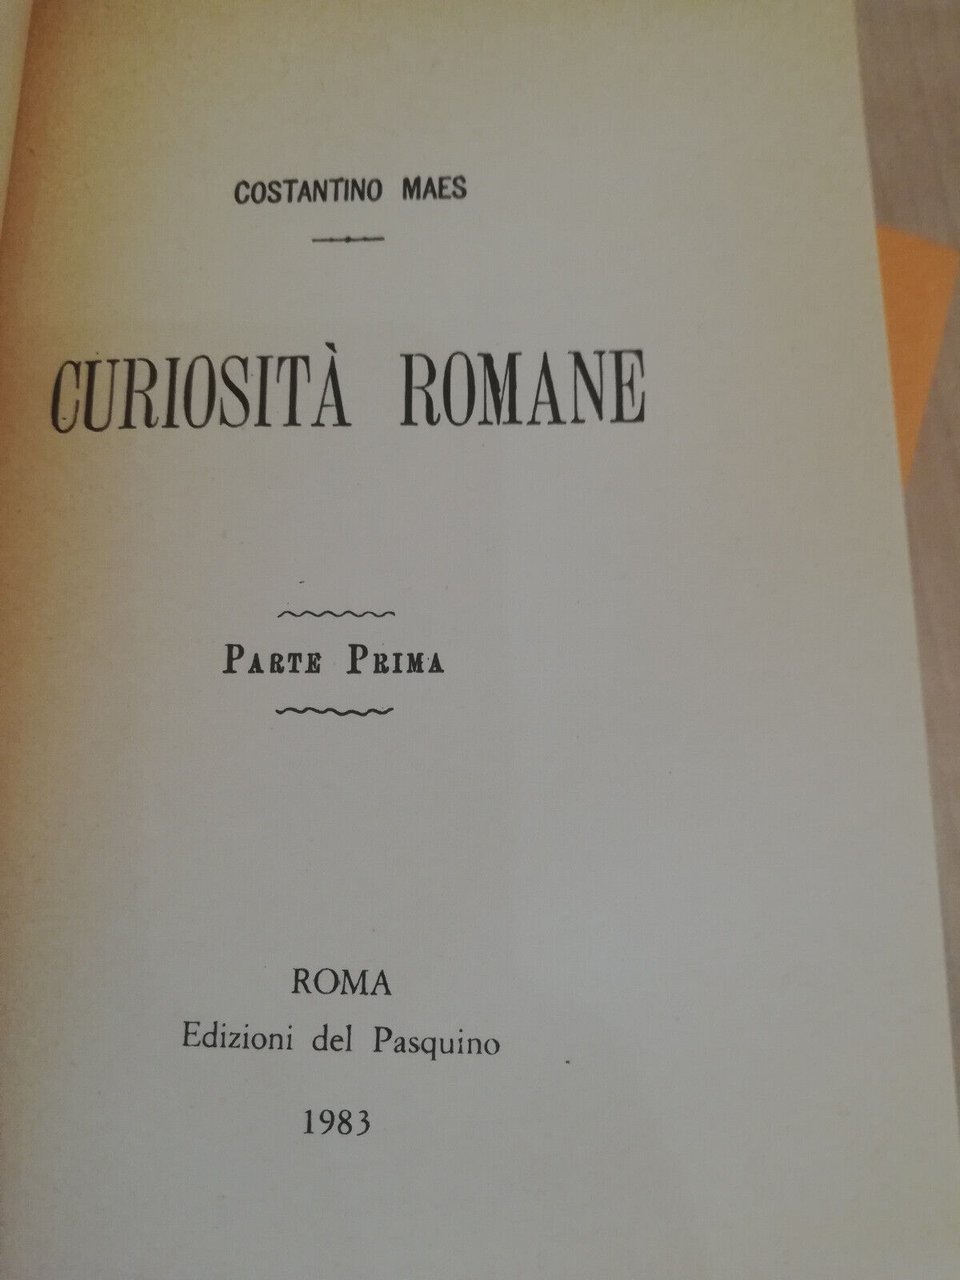 COSTANTINO MAES
CURIOSITÀ ROMANE
PARTE PRIMA
ROMA
Edizioni del Pasquino
1983